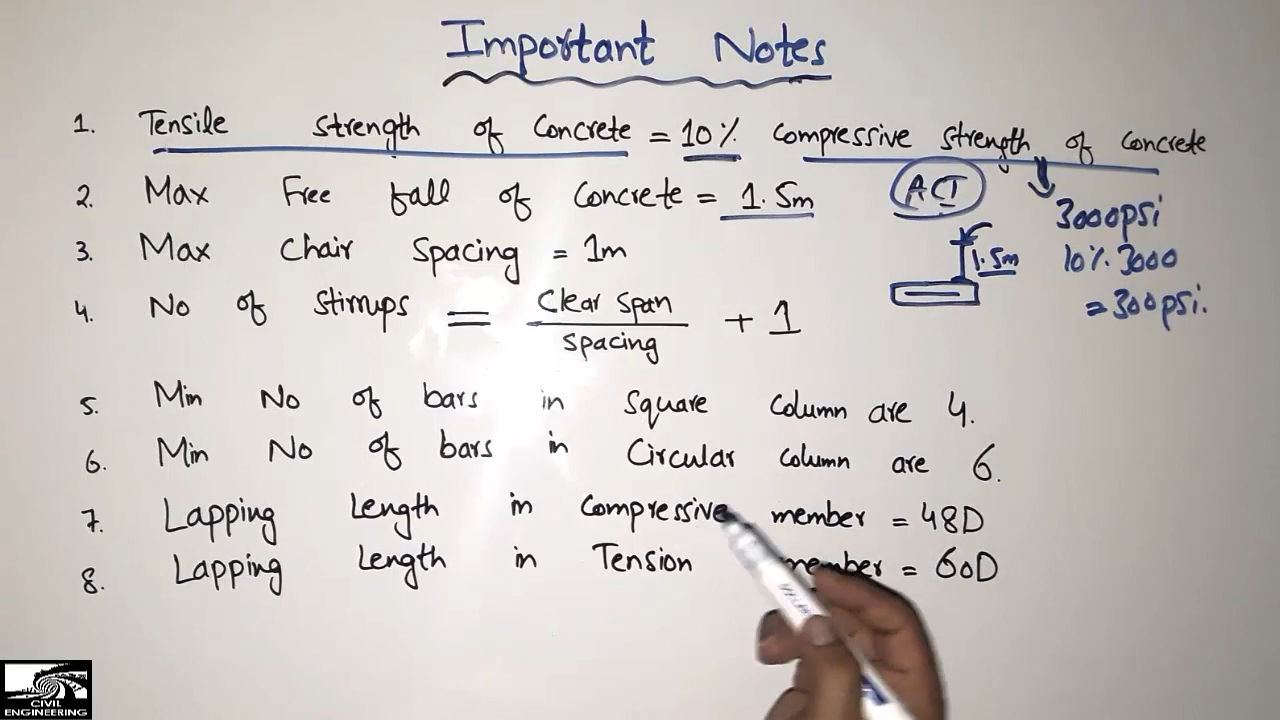 Important Notes
1. Tensile strength of Concrete = 10% compressive strength of concrete
2. Max Free fall of Concrete = 1.5m
ACI
3000psi
1.5m
10%. 3000
= 300psi.
3. Max Chair Spacing = 1m
4. No of Stirrups = Clear Span / Spacing + 1
5. Min No of bars in square column are 4.
6. Min No of bars in Circular column are 6.
7. Lapping Length in Compressive member = 48D
8. Lapping Length in Tension member = 60D
CIVIL
ENGINEERING